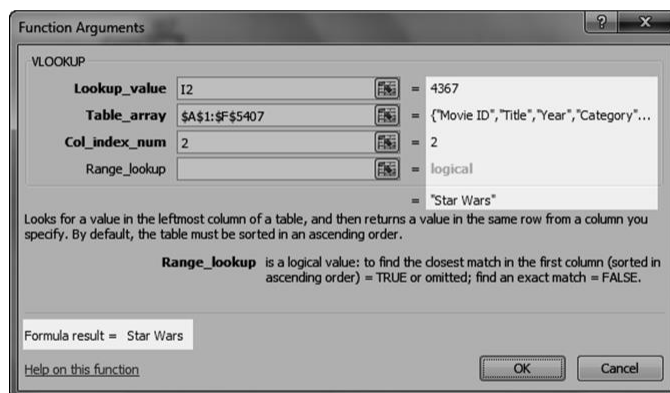 Function Arguments
?
VLOOKUP
Lookup_value I2 = 4367
Table_array $A$1:$F$5407 = {"Movie ID","Title","Year","Category"...
Col_index_num 2 = 2
Range_lookup = logical
= "Star Wars"
Looks for a value in the leftmost column of a table, and then returns a value in the same row from a column you
specify. By default, the table must be sorted in an ascending order.
Range_lookup is a logical value: to find the closest match in the first column (sorted in
ascending order) = TRUE or omitted; find an exact match = FALSE.
Formula result = Star Wars
Help on this function
OK Cancel